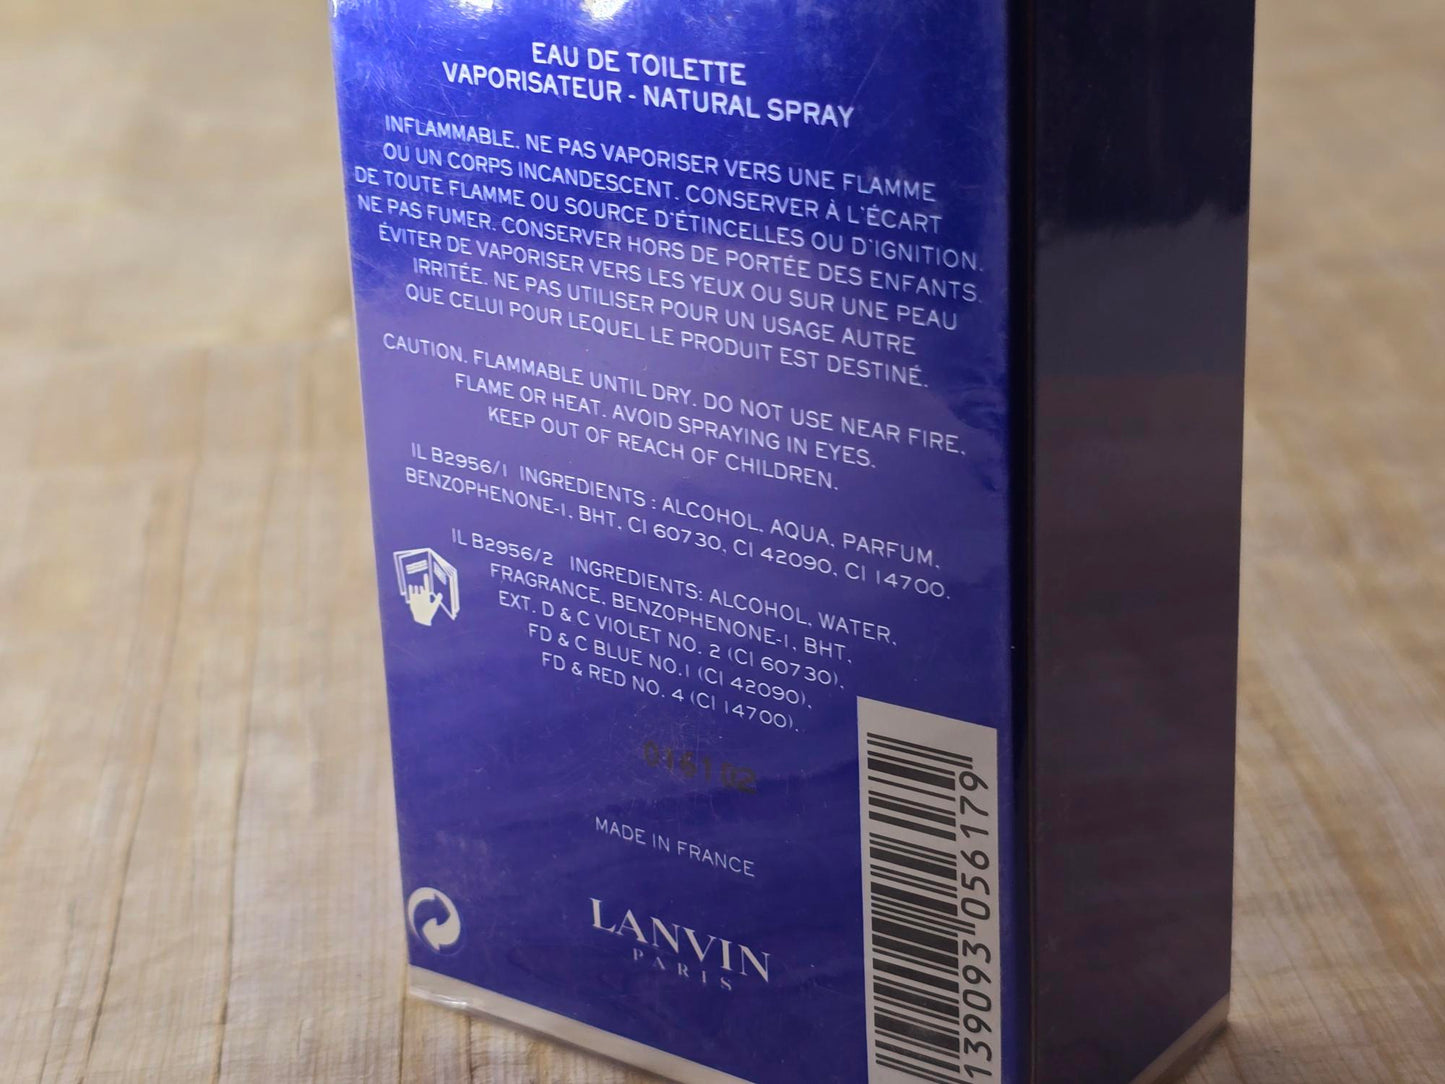 EAU DE TOILETTE
VAPORISATEUR - NATURAL SPRAY
INFLAMMABLE. NE PAS VAPORISER VERS UNE FLAMME
OU UN CORPS INCANDESCENT. CONSERVER À L'ÉCART
DE TOUTE FLAMME OU SOURCE D'ÉTINCELLES OU D'IGNITION.
NE PAS FUMER. CONSERVER HORS DE PORTÉE DES ENFANTS.
ÉVITER DE VAPORISER VERS LES YEUX OU SUR UNE PEAU
IRRITÉE. NE PAS UTILISER POUR UN USAGE AUTRE
QUE CELUI POUR LEQUEL LE PRODUIT EST DESTINÉ.
CAUTION. FLAMMABLE UNTIL DRY. DO NOT USE NEAR FIRE,
FLAME OR HEAT. AVOID SPRAYING IN EYES.
KEEP OUT OF REACH OF CHILDREN.
IL B2956/1 INGREDIENTS : ALCOHOL, AQUA, PARFUM,
BENZOPHENONE-1, BHT, CI 60730, CI 42090, CI 14700.
IL B2956/2 INGREDIENTS: ALCOHOL, WATER,
FRAGRANCE, BENZOPHENONE-1, BHT,
EXT. D & C VIOLET NO. 2 (CI 60730),
FD & C BLUE NO.1 (CI 42090),
FD & RED NO. 4 (CI 14700).
MADE IN FRANCE
LANVIN
PARIS
139093 056179